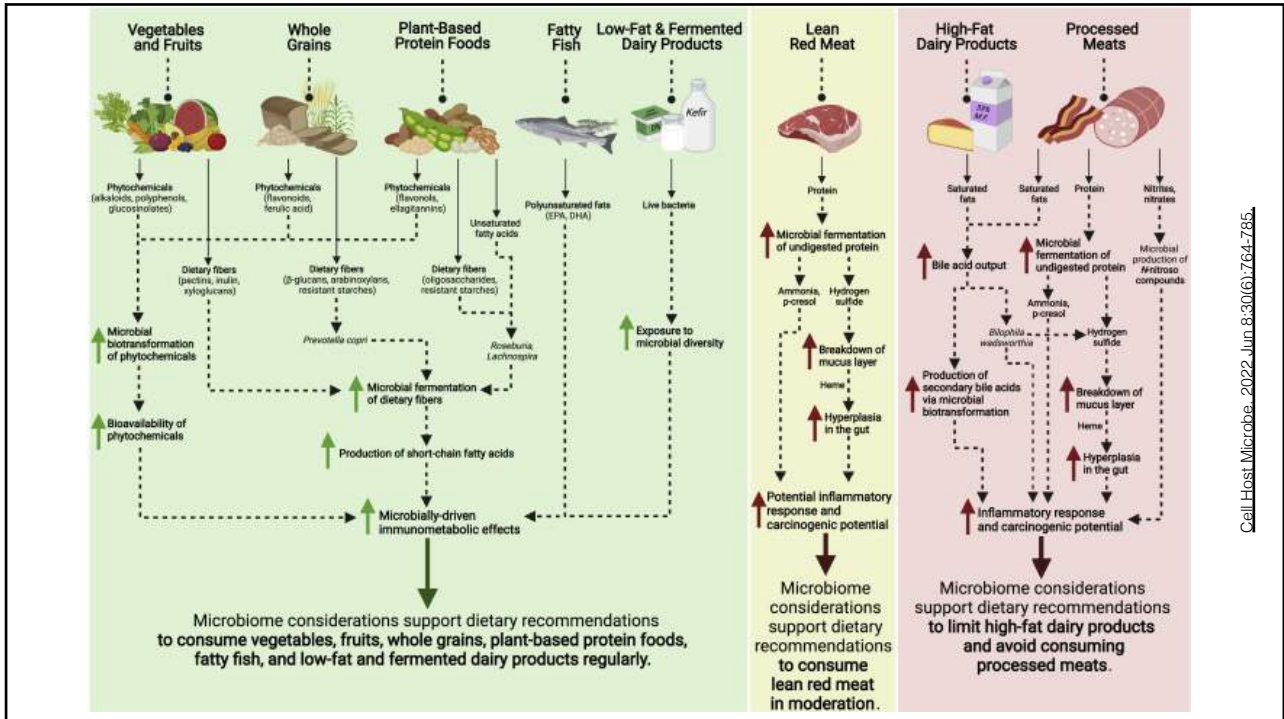 Vegetables
and Fruits
Whole
Grains
Plant-Based
Protein Foods
Fatty
Fish
Low-Fat & Fermented
Dairy Products
Kefir
Phytochemicals
(alkaloids, polyphenols,
glucosinolates)
Phytochemicals
(flavonoids,
ferulic acid)
Phytochemicals
(flavonols,
ellagitannins)
Unsaturated
fatty acids
Polyunsaturated fats
(EPA, DHA)
Live bacteria
Dietary fibers
(pectins, inulin,
xyloglucans)
Dietary fibers
(β-glucans, arabinoxylans,
resistant starches)
Dietary fibers
(oligosaccharides,
resistant starches)
Microbial
biotransformation
of phytochemicals
Prevotella copri
Roseburia,
Lachnospira
Exposure to
microbial diversity
Microbial fermentation
of dietary fibers
Bioavailability of
phytochemicals
Production of short-chain fatty acids
Microbially-driven
immunometabolic effects
Microbiome considerations support dietary recommendations
to consume vegetables, fruits, whole grains, plant-based protein foods,
fatty fish, and low-fat and fermented dairy products regularly.
Lean
Red Meat
Protein
Microbial fermentation
of undigested protein
Ammonia,
p-cresol
Hydrogen
sulfide
Breakdown of
mucus layer
Heme
Hyperplasia
in the gut
Potential inflammatory
response and
carcinogenic potential
Microbiome
considerations
support dietary
recommendations
to consume
lean red meat
in moderation.
High-Fat
Dairy Products
Processed
Meats
M.F.
Saturated
fats
Saturated
fats
Protein
Nitrites,
nitrates
Bile acid output
Microbial
fermentation of
undigested protein
Microbial
production of
N-nitroso
compounds
Ammonia,
p-cresol
Bilophila
wadsworthia
Hydrogen
sulfide
Production of
secondary bile acids
via microbial
biotransformation
Breakdown of
mucus layer
Heme
Hyperplasia
in the gut
Inflammatory response
and carcinogenic potential
Microbiome considerations
support dietary recommendations
to limit high-fat dairy products
and avoid consuming
processed meats.
Cell Host Microbe. 2022 Jun 8;30(6):764-785.